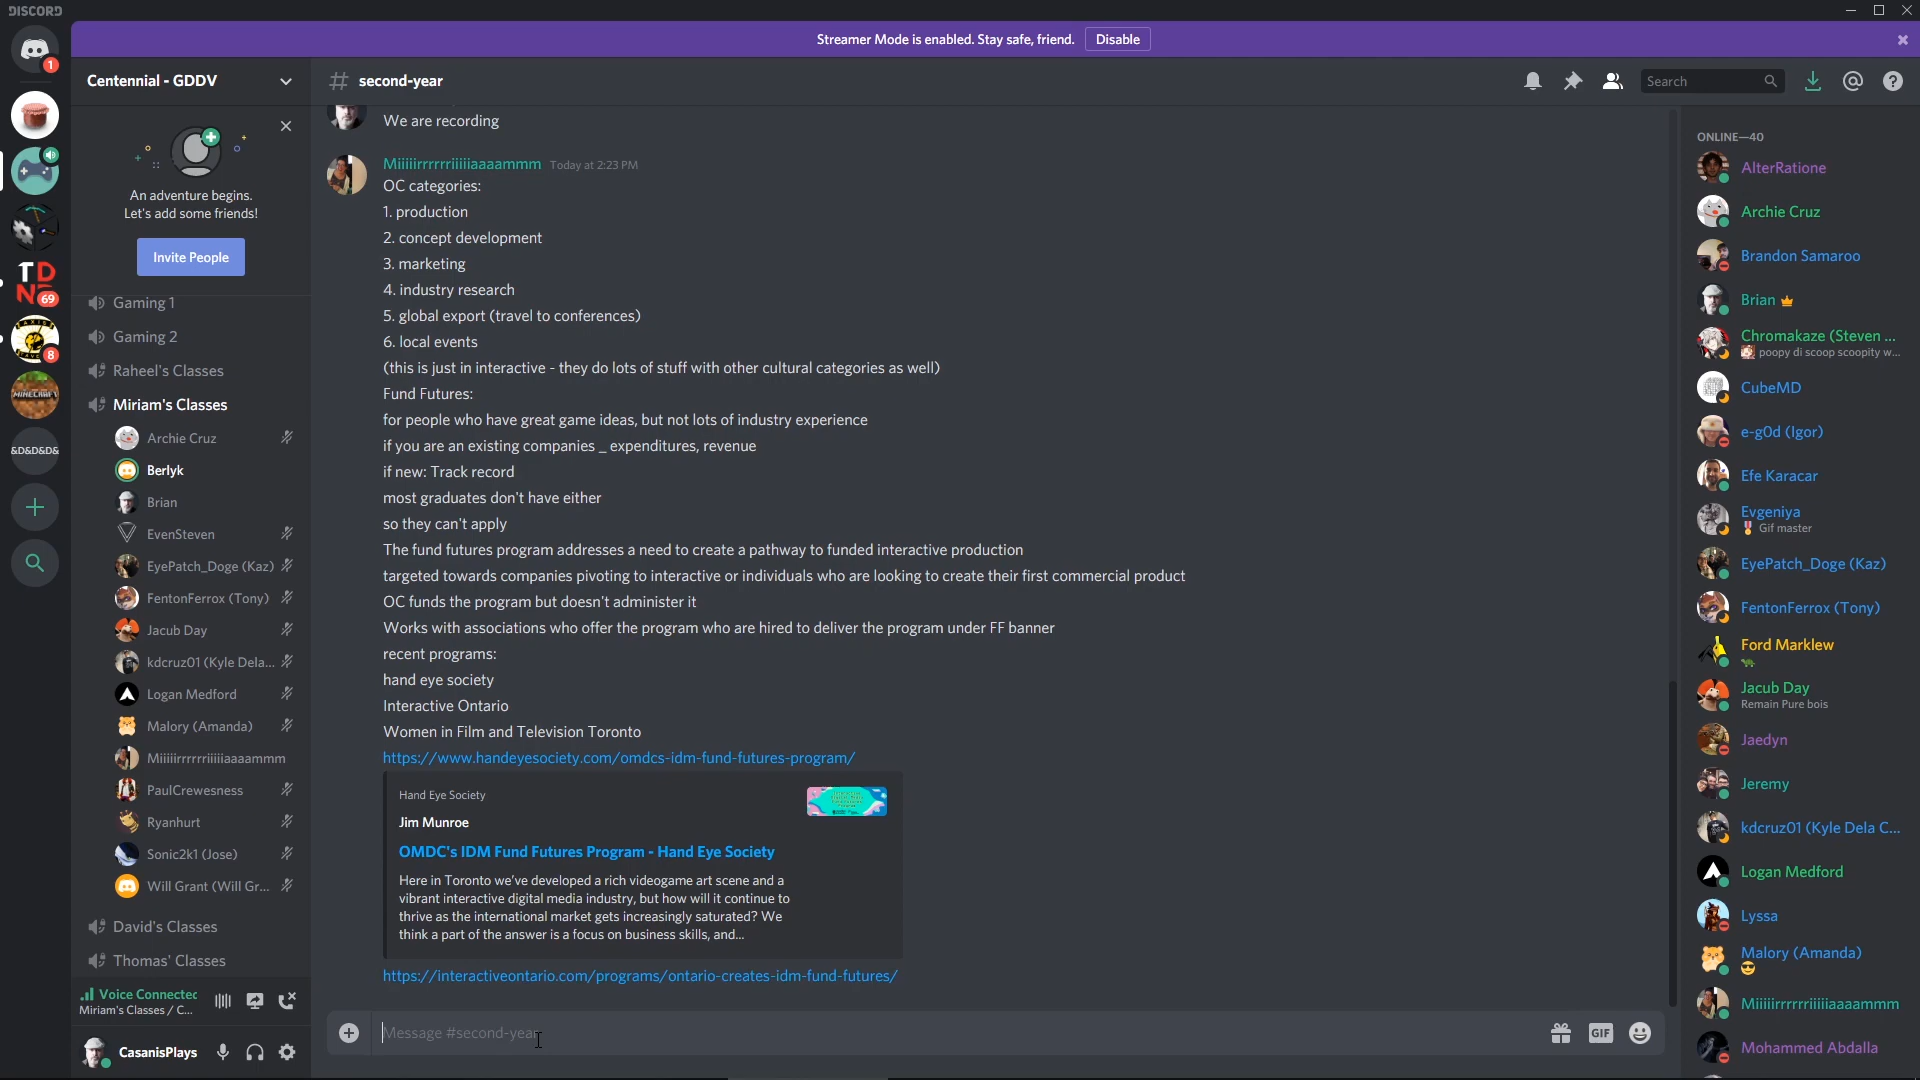 DISCORD
Streamer Mode is enabled. Stay safe, friend.
Disable
1
Centennial - GDDV
second-year
Search
An adventure begins.
Let's add some friends!
Invite People
Gaming 1
Gaming 2
Raheel's Classes
Miriam's Classes
Archie Cruz
Berlyk
Brian
EvenSteven
EyePatch_Doge (Kaz)
FentonFerrox (Tony)
Jacub Day
kdcruz01 (Kyle Dela...
Logan Medford
Malory (Amanda)
Miiiiirrrrrriiiiiaaaammm
PaulCrewesness
Ryanhurt
Sonic2k1 (Jose)
Will Grant (Will Gr...
David's Classes
Thomas' Classes
Voice Connected
Miriam's Classes / C...
CasanisPlays
TD
N
69
8
MINECRAFT
&D&D&D&
We are recording
Miiiiirrrrrriiiiiaaaammm Today at 2:23 PM
OC categories:
1. production
2. concept development
3. marketing
4. industry research
5. global export (travel to conferences)
6. local events
(this is just in interactive - they do lots of stuff with other cultural categories as well)
Fund Futures:
for people who have great game ideas, but not lots of industry experience
if you are an existing companies _ expenditures, revenue
if new: Track record
most graduates don't have either
so they can't apply
The fund futures program addresses a need to create a pathway to funded interactive production
targeted towards companies pivoting to interactive or individuals who are looking to create their first commercial product
OC funds the program but doesn't administer it
Works with associations who offer the program who are hired to deliver the program under FF banner
recent programs:
hand eye society
Interactive Ontario
Women in Film and Television Toronto
https://www.handeyesociety.com/omdcs-idm-fund-futures-program/
Hand Eye Society
Jim Munroe
OMDC's IDM Fund Futures Program - Hand Eye Society
Here in Toronto we've developed a rich videogame art scene and a
vibrant interactive digital media industry, but how will it continue to
thrive as the international market gets increasingly saturated? We
think a part of the answer is a focus on business skills, and...
https://interactiveontario.com/programs/ontario-creates-idm-fund-futures/
Message #second-year
GIF
ONLINE—40
AlterRatione
Archie Cruz
Brandon Samaroo
Brian
Chromakaze (Steven ...
poopy di scoop scoopity w...
CubeMD
e-g0d (Igor)
Efe Karacar
Evgeniya
Gif master
EyePatch_Doge (Kaz)
FentonFerrox (Tony)
Ford Marklew
Jacub Day
Remain Pure bois
Jaedyn
Jeremy
kdcruz01 (Kyle Dela C...
Logan Medford
Lyssa
Malory (Amanda)
Miiiiirrrrrriiiiiaaaammm
Mohammed Abdalla